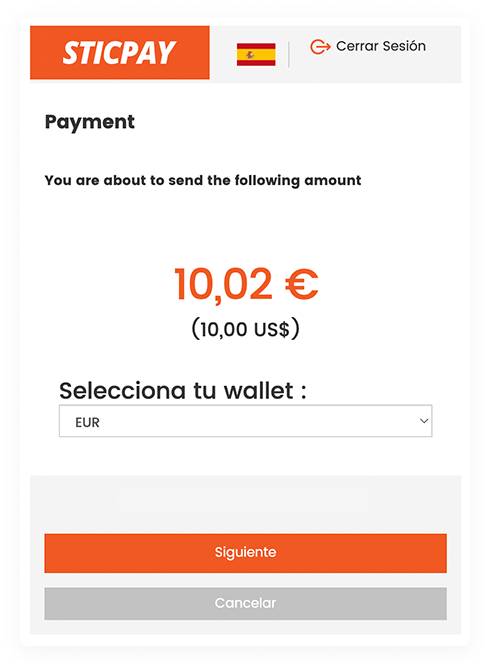 STICPAY
Cerrar Sesión
Payment
You are about to send the following amount
10,02 €
(10,00 US$)
Selecciona tu wallet :
EUR
Siguiente
Cancelar